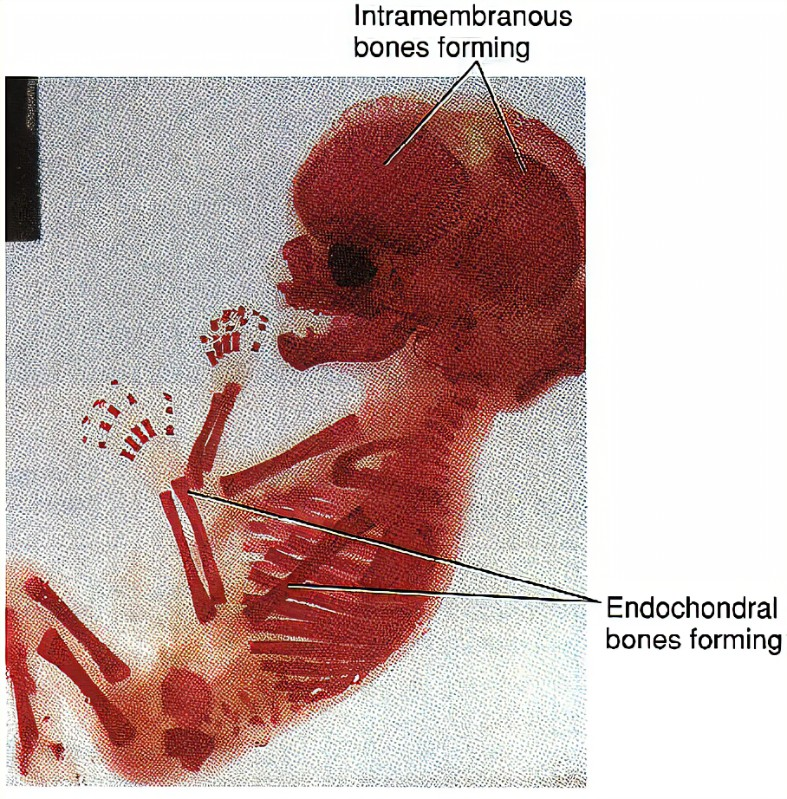 Intramembranous
bones forming
Endochondral
bones forming